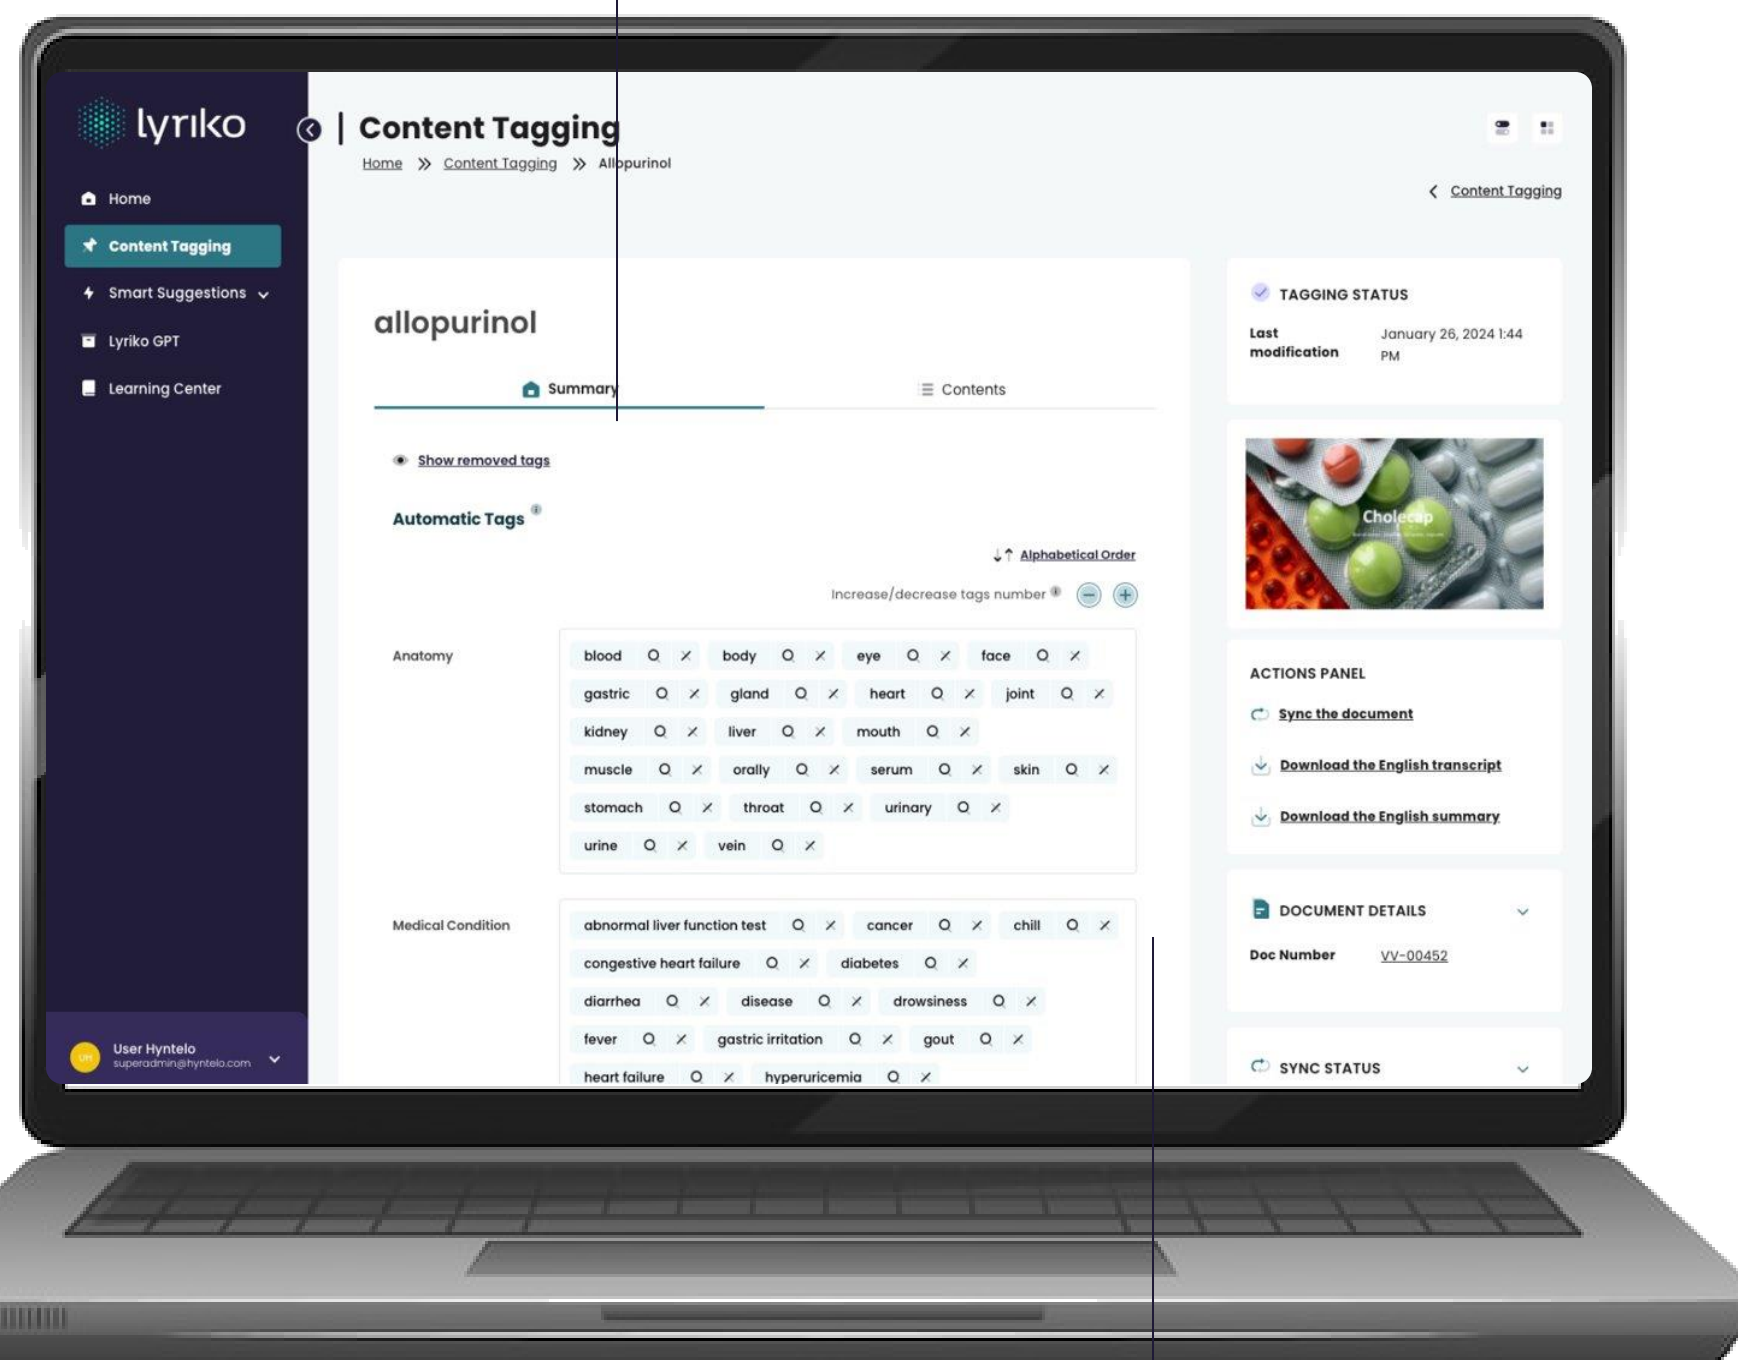 lyriko
Home
Content Tagging
Smart Suggestions
Lyriko GPT
Learning Center
User Hyntelo
superadmin@hyntelo.com
Content Tagging
Home >> Content Tagging >> Allopurinol
Content Tagging
allopurinol
Summary
Contents
Show removed tags
Automatic Tags
Alphabetical Order
Increase/decrease tags number
Anatomy
blood body eye face
gastric gland heart joint
kidney liver mouth
muscle orally serum skin
stomach throat urinary
urine vein
Medical Condition
abnormal liver function test cancer chill
congestive heart failure diabetes
diarrhea disease drowsiness
fever gastric irritation gout
heart failure hyperuricemia
TAGGING STATUS
Last modification
January 26, 2024 1:44 PM
Cholecap
ACTIONS PANEL
Sync the document
Download the English transcript
Download the English summary
DOCUMENT DETAILS
Doc Number VV-00452
SYNC STATUS